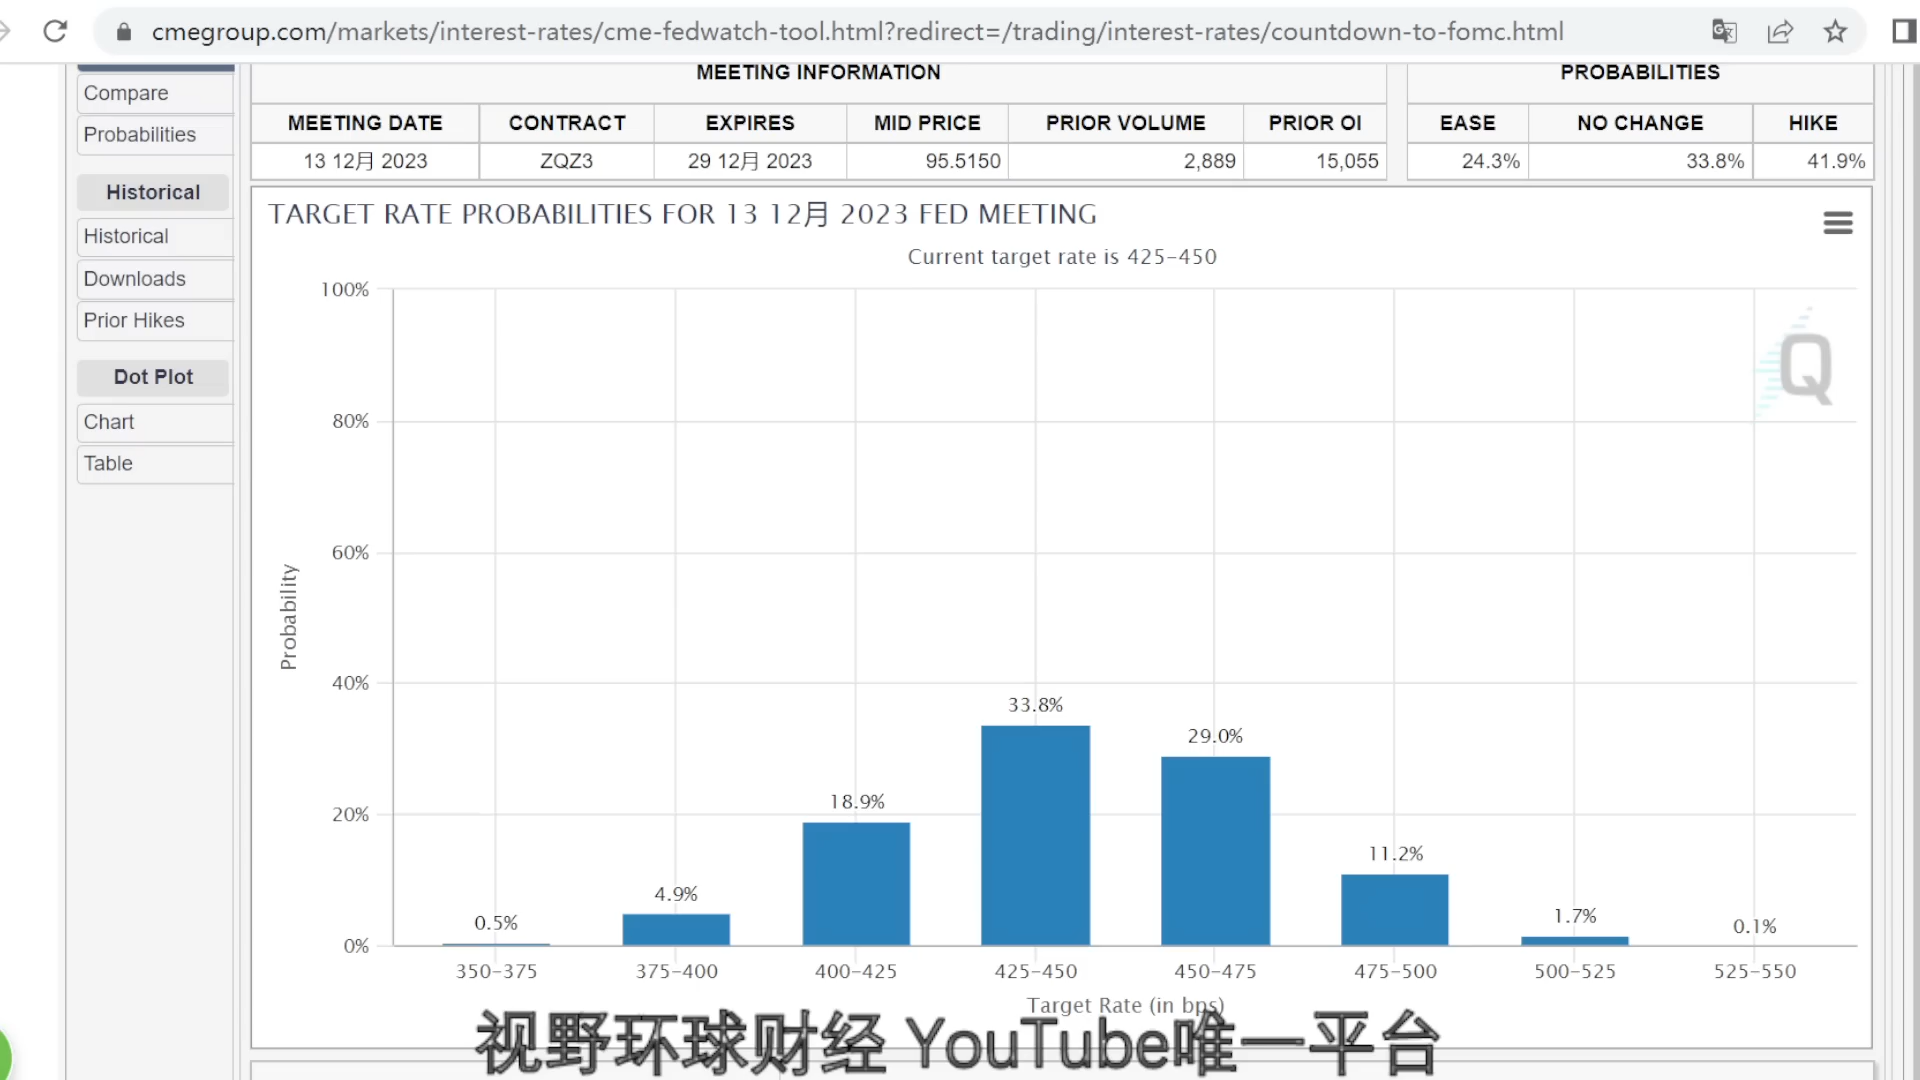 cmegroup.com/markets/interest-rates/cme-fedwatch-tool.html?redirect=/trading/interest-rates/countdown-to-fomc.html
Compare
Probabilities
Historical
Historical
Downloads
Prior Hikes
Dot Plot
Chart
Table
MEETING INFORMATION
MEETING DATE CONTRACT EXPIRES MID PRICE PRIOR VOLUME PRIOR OI
13 12月 2023 ZQZ3 29 12月 2023 95.5150 2,889 15,055
PROBABILITIES
EASE NO CHANGE HIKE
24.3% 33.8% 41.9%
TARGET RATE PROBABILITIES FOR 13 12月 2023 FED MEETING
Current target rate is 425-450
Probability
100%
80%
60%
40%
20%
0%
0.5% 4.9% 18.9% 33.8% 29.0% 11.2% 1.7% 0.1%
350-375 375-400 400-425 425-450 450-475 475-500 500-525 525-550
Target Rate (in bps)
Q
视野环球财经 YouTube唯一平台